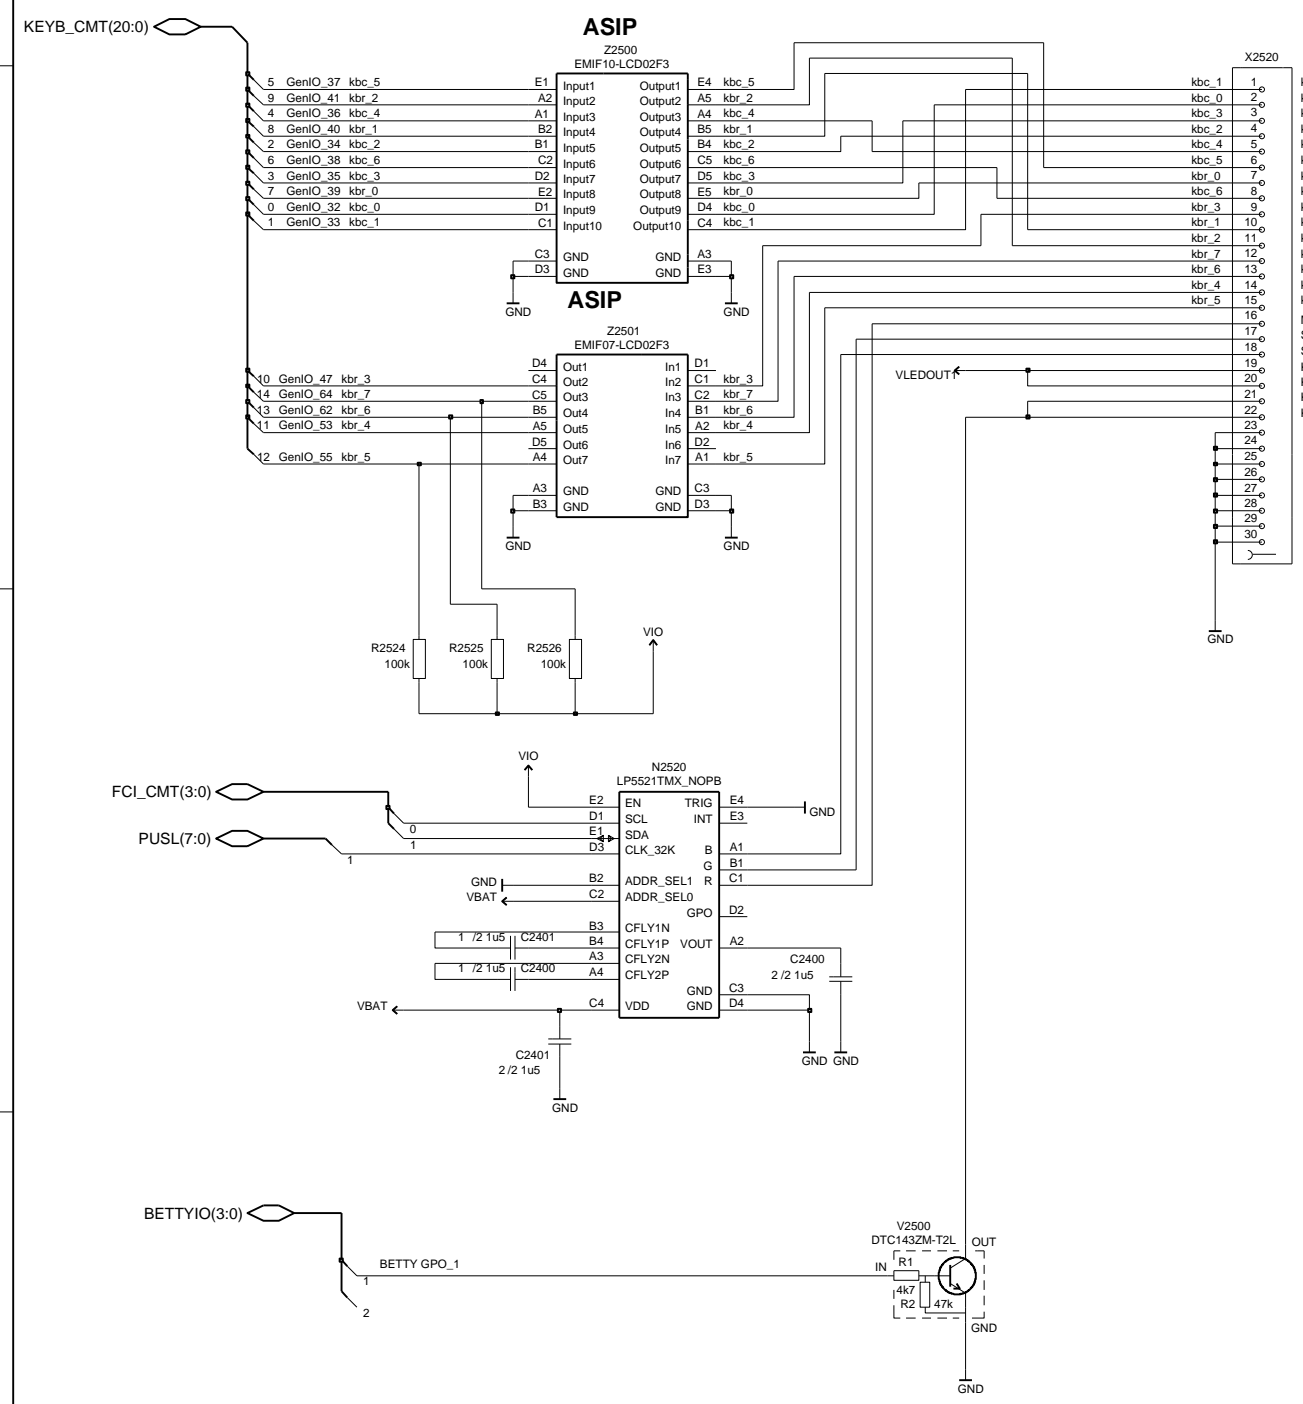 KEYB_CMT(20:0)
ASIP
Z2500
EMIF10-LCD02F3
X2520
5 GenIO_37 kbc_5 E1 Input1 Output1 E4 kbc_5
9 GenIO_41 kbr_2 A2 Input2 Output2 A5 kbr_2
4 GenIO_36 kbc_4 A1 Input3 Output3 A4 kbc_4
8 GenIO_40 kbr_1 B2 Input4 Output4 B5 kbr_1
2 GenIO_34 kbc_2 B1 Input5 Output5 B4 kbc_2
6 GenIO_38 kbc_6 C2 Input6 Output6 C5 kbc_6
3 GenIO_35 kbc_3 D2 Input7 Output7 D5 kbc_3
7 GenIO_39 kbr_0 E2 Input8 Output8 E5 kbr_0
0 GenIO_32 kbc_0 D1 Input9 Output9 D4 kbc_0
1 GenIO_33 kbc_1 C1 Input10 Output10 C4 kbc_1
C3 GND GND A3
D3 GND GND E3
GND
GND
kbc_1 1
kbc_0 2
kbc_3 3
kbc_2 4
kbc_4 5
kbc_5 6
kbr_0 7
kbc_6 8
kbr_3 9
kbr_1 10
kbr_2 11
kbr_7 12
kbr_6 13
kbr_4 14
kbr_5 15
16
17
18
19
20
21
22
23
24
25
26
27
28
29
30
VLEDOUT1
GND
ASIP
Z2501
EMIF07-LCD02F3
D4 Out1 In1 D1
10 GenIO_47 kbr_3 C4 Out2 In2 C1 kbr_3
14 GenIO_64 kbr_7 C5 Out3 In3 C2 kbr_7
13 GenIO_62 kbr_6 B5 Out4 In4 B1 kbr_6
11 GenIO_53 kbr_4 A5 Out5 In5 A2 kbr_4
D5 Out6 In6 D2
12 GenIO_55 kbr_5 A4 Out7 In7 A1 kbr_5
A3 GND GND C3
B3 GND GND D3
GND
GND
VIO
R2524
100k
R2525
100k
R2526
100k
FCI_CMT(3:0)
PUSL(7:0)
0
1
1
VIO
N2520
LP5521TMX_NOPB
E2 EN TRIG E4 GND
D1 SCL INT E3
E1 SDA
D3 CLK_32K B A1
G B1
GND B2 ADDR_SEL1 R C1
VBAT C2 ADDR_SEL0
GPO D2
B3 CFLY1N
1 /2 1u5 C2401 B4 CFLY1P VOUT A2
A3 CFLY2N
1 /2 1u5 C2400 A4 CFLY2P
C2400
2 /2 1u5
GND C3
VBAT C4 VDD GND D4
C2401
2 /2 1u5
GND
GND
GND
BETTYIO(3:0)
BETTY GPO_1
1
2
V2500
DTC143ZM-T2L
OUT
IN
R1
4k7
R2
47k
GND
GND